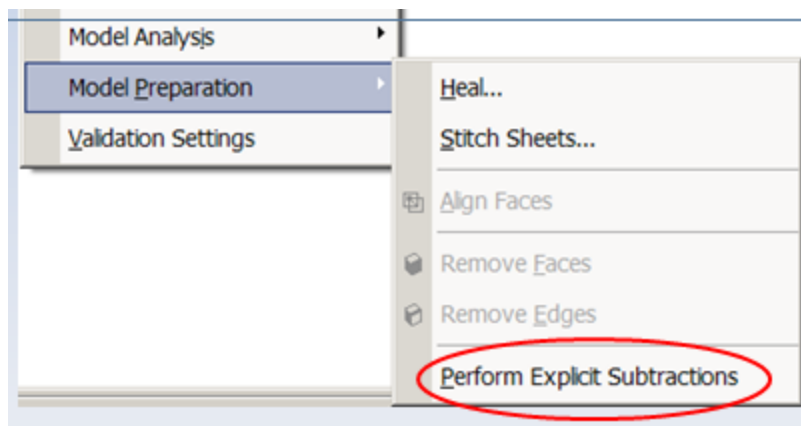 Model Analysis
Model Preparation
Validation Settings
Heal...
Stitch Sheets...
Align Faces
Remove Faces
Remove Edges
Perform Explicit Subtractions